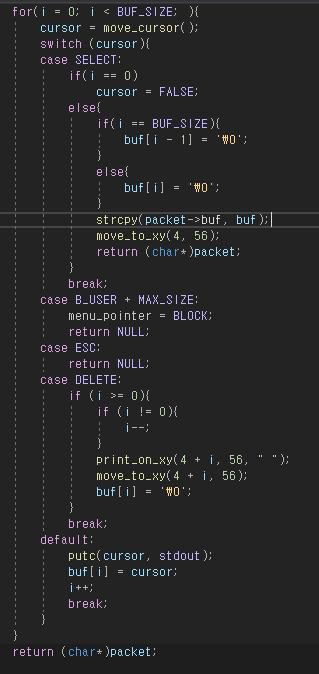 for(i = 0; i < BUF_SIZE; ){
    cursor = move_cursor();
    switch (cursor){
    case SELECT:
        if(i == 0)
            cursor = FALSE;
        else{
            if(i == BUF_SIZE){
                buf[i - 1] = '₩0';
            }
            else{
                buf[i] = '₩0';
            }
            strcpy(packet->buf, buf);
            move_to_xy(4, 56);
            return (char*)packet;
        }
        break;
    case B_USER + MAX_SIZE:
        menu_pointer = BLOCK;
        return NULL;
    case ESC:
        return NULL;
    case DELETE:
        if (i >= 0){
            if (i != 0){
                i--;
            }
            print_on_xy(4 + i, 56, " ");
            move_to_xy(4 + i, 56);
            buf[i] = '₩0';
        }
        break;
    default:
        putc(cursor, stdout);
        buf[i] = cursor;
        i++;
        break;
    }
}
return (char*)packet;